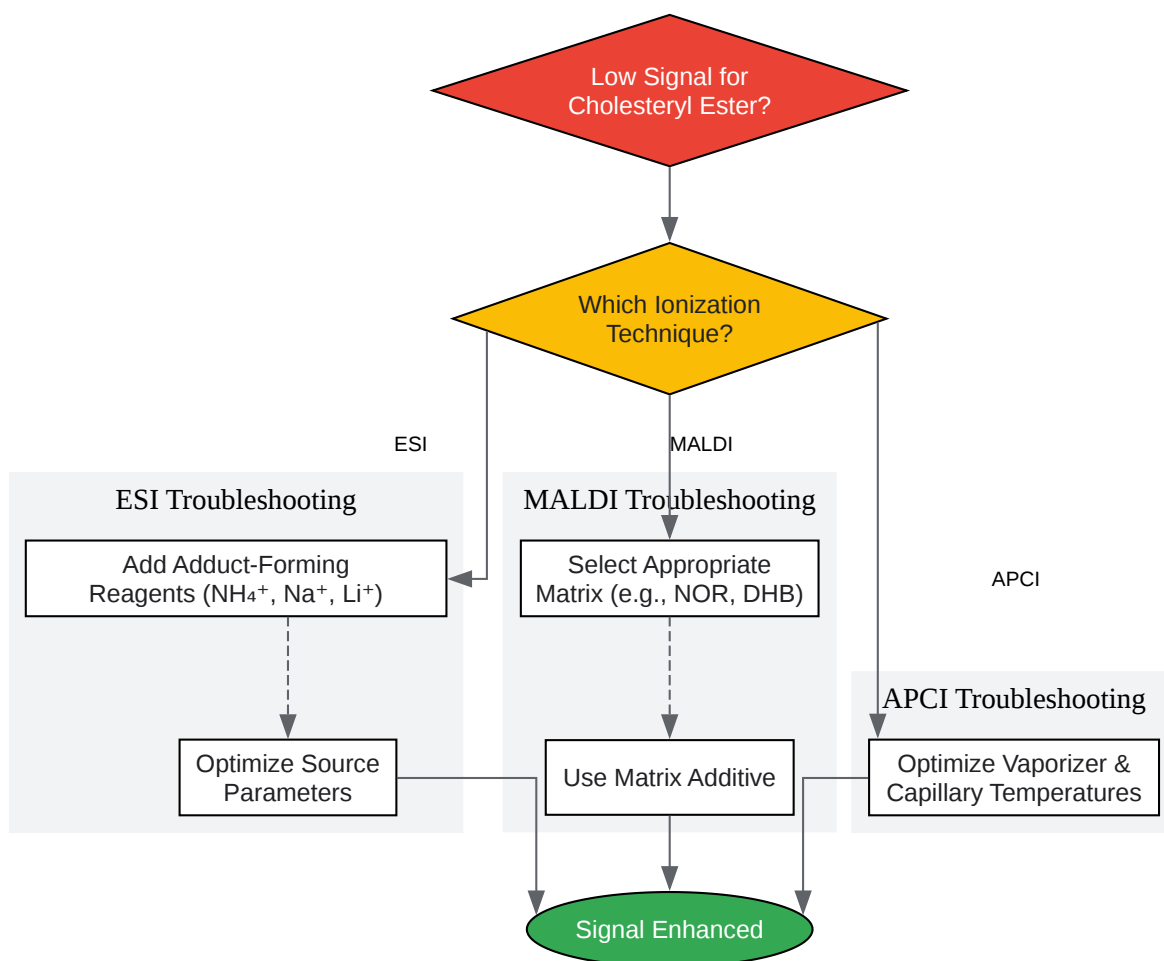 Low Signal for
Cholesteryl Ester?
Which Ionization
Technique?
ESI
MALDI
APCI
ESI Troubleshooting
Add Adduct-Forming
Reagents (NH₄⁺, Na⁺, Li⁺)
Optimize Source
Parameters
MALDI Troubleshooting
Select Appropriate
Matrix (e.g., NOR, DHB)
Use Matrix Additive
APCI Troubleshooting
Optimize Vaporizer &
Capillary Temperatures
Signal Enhanced